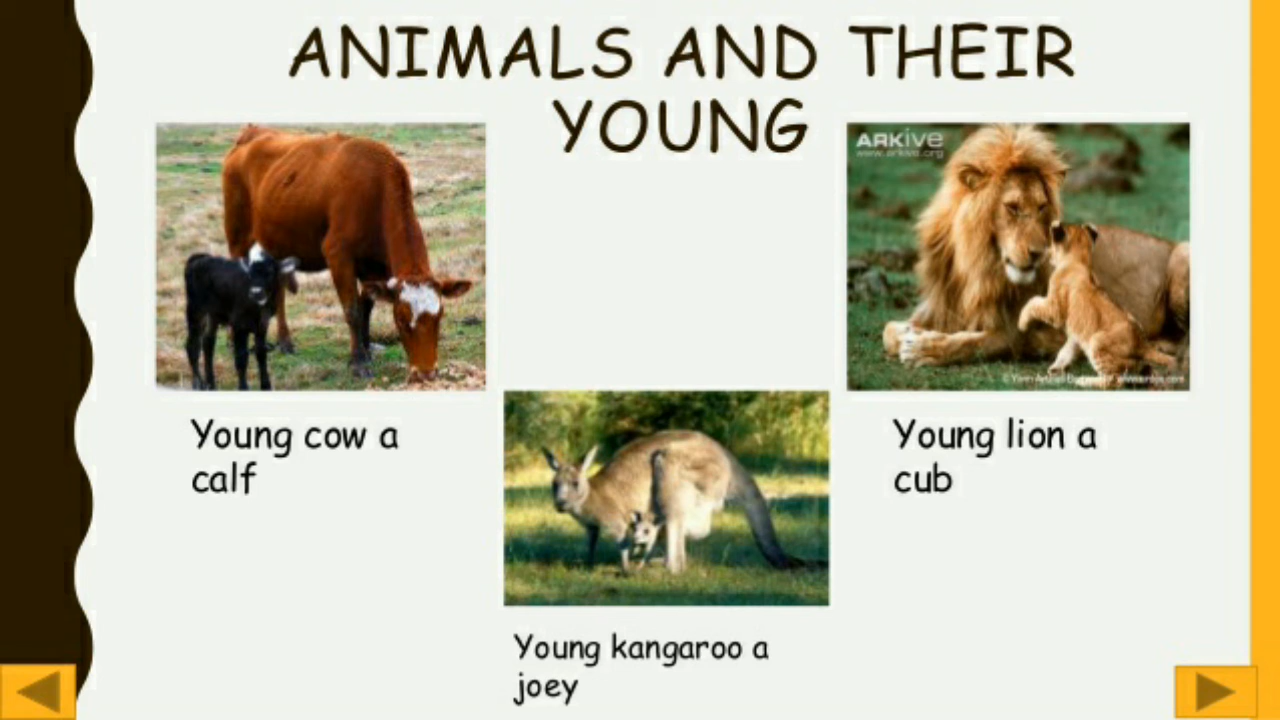 ANIMALS AND THEIR
YOUNG
ARKive
www.arkive.org
Young cow a
calf
Young lion a
cub
Young kangaroo a
joey